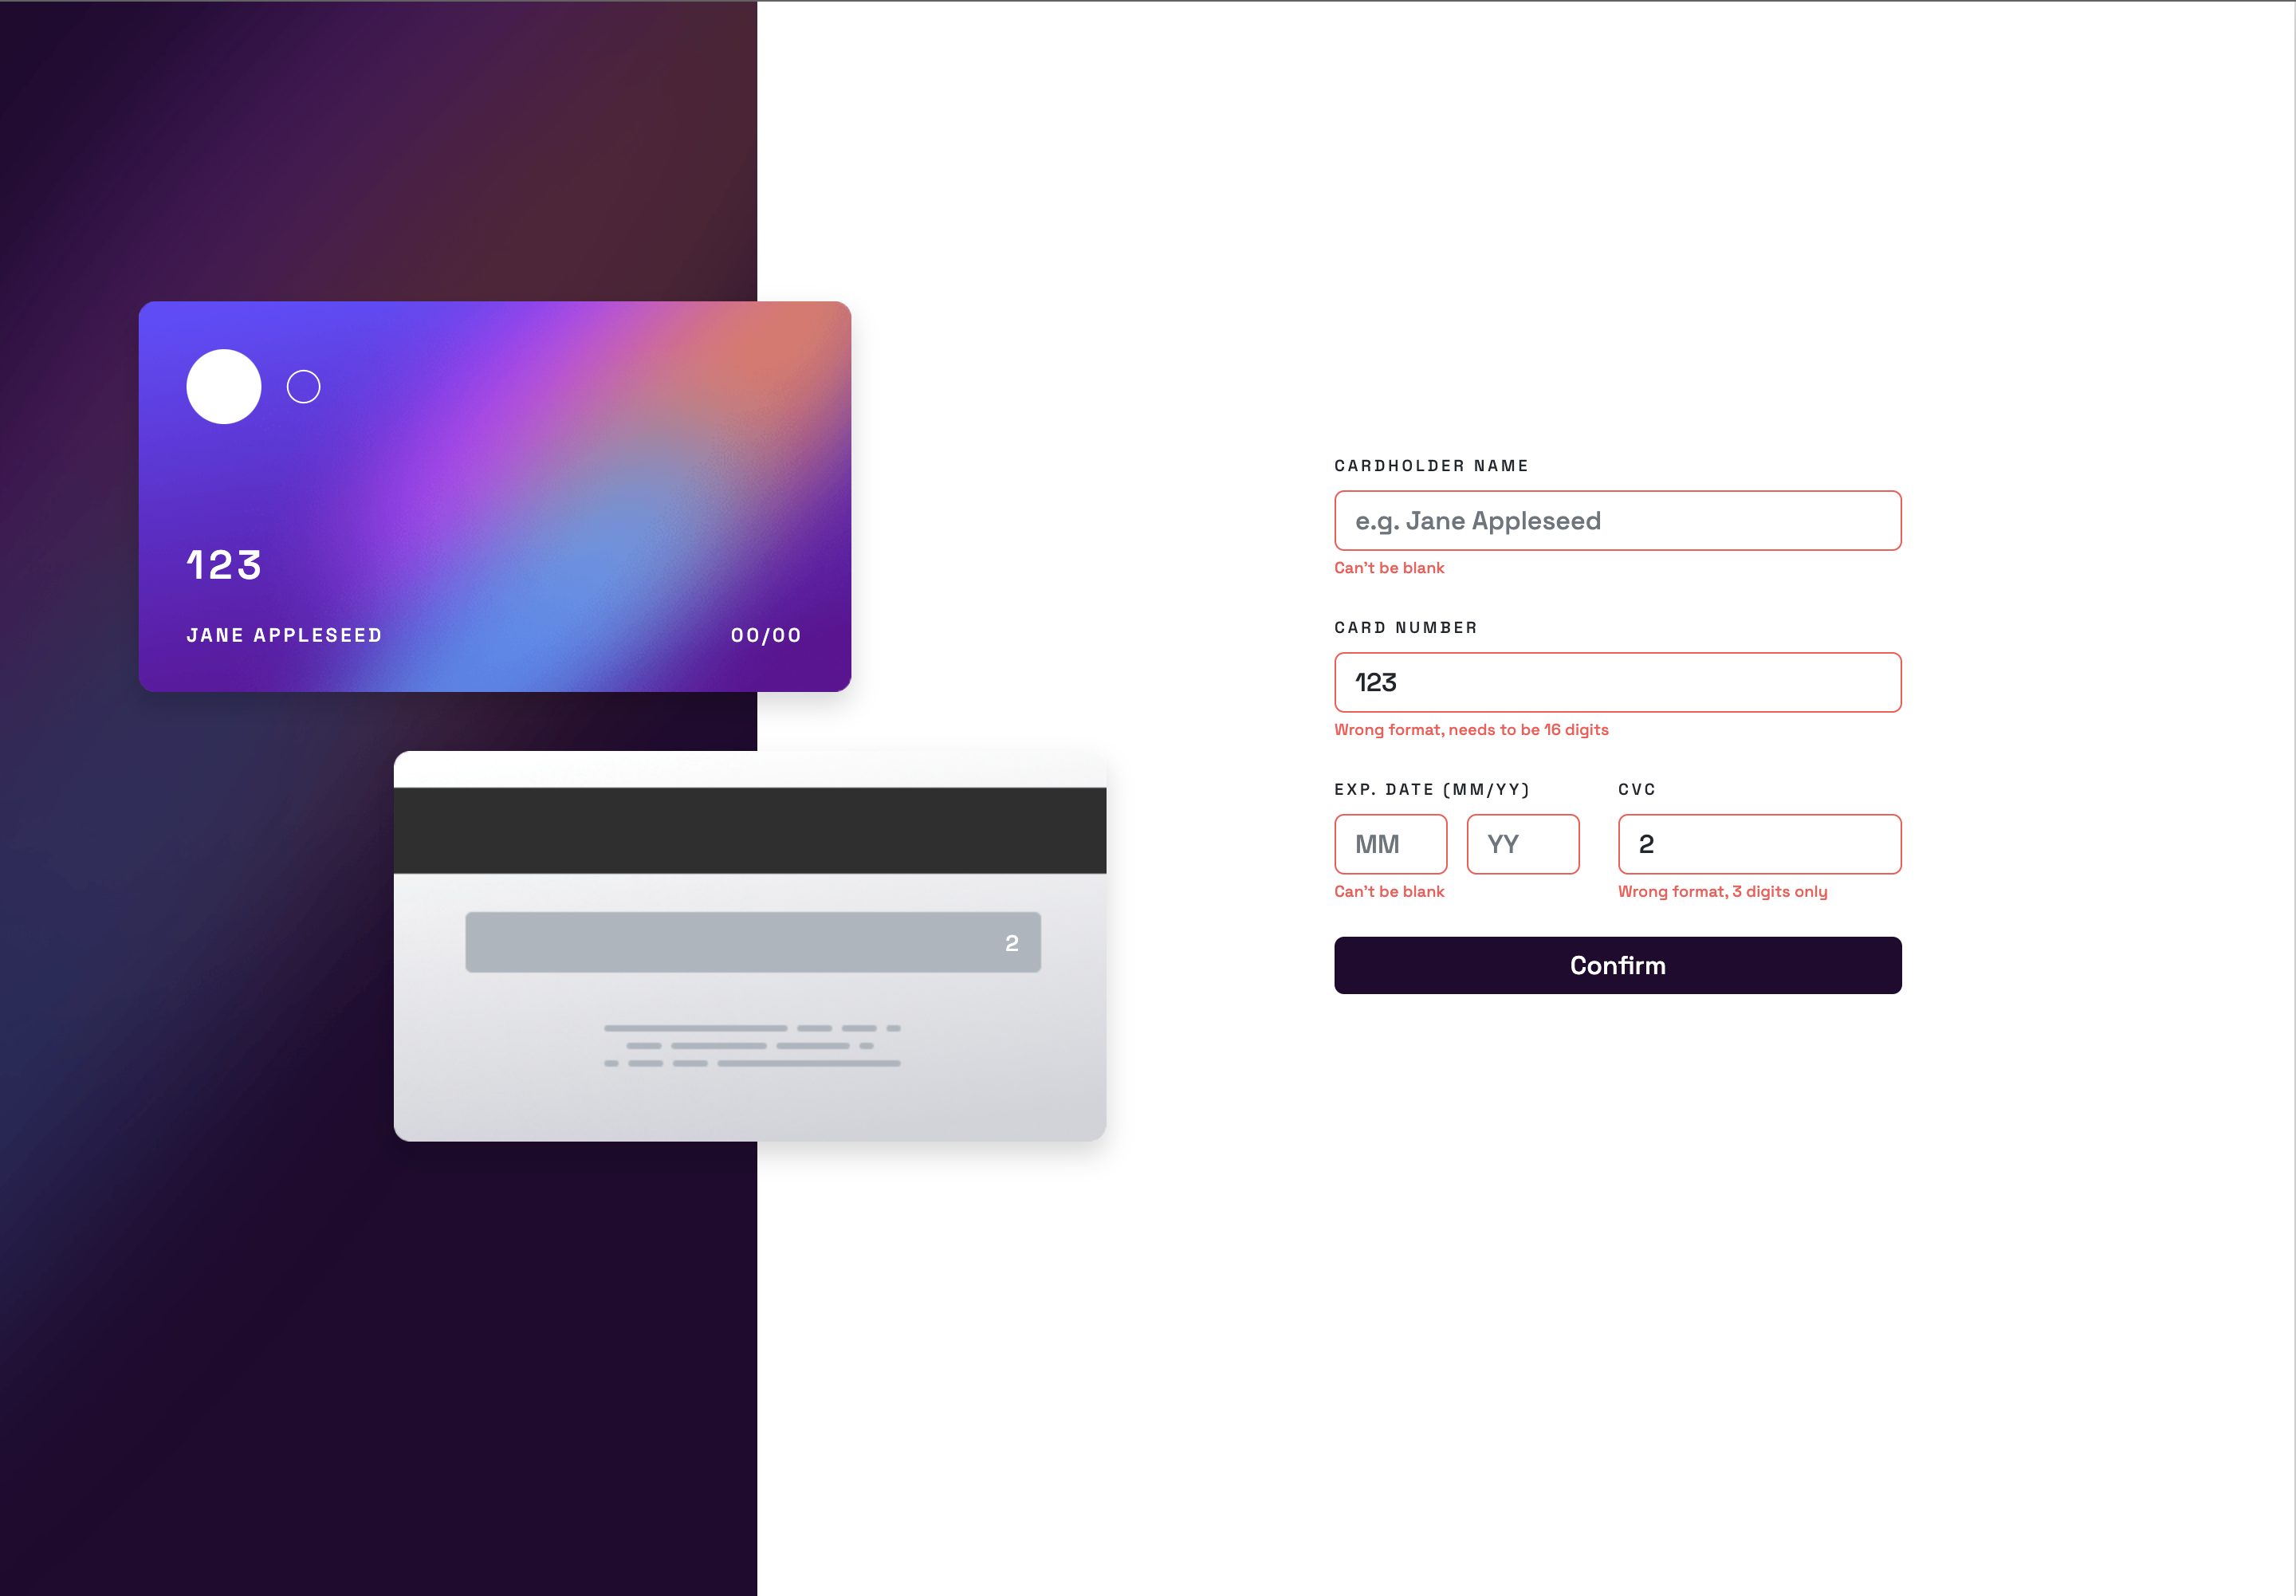 123
JANE APPLESEED 00/00
2
CARDHOLDER NAME
e.g. Jane Appleseed
Can't be blank
CARD NUMBER
123
Wrong format, needs to be 16 digits
EXP. DATE (MM/YY) CVC
MM YY 2
Can't be blank Wrong format, 3 digits only
Confirm